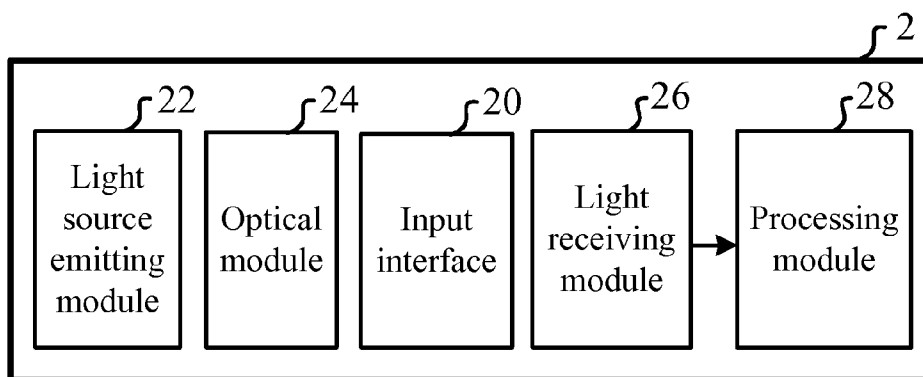 2
22
24
20
26
28
Light
source
emitting
module
Optical
module
Input
interface
Light
receiving
module
Processing
module